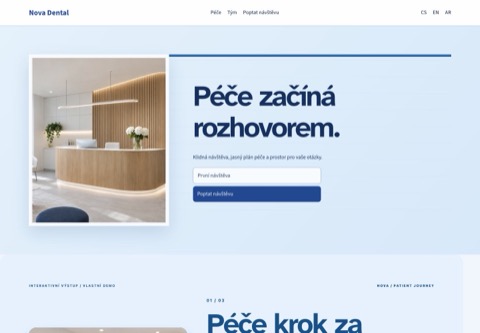 Nova Dental
Péče Tým Poptat návštěvu
CS EN AR
Péče začíná
rozhovorem.
Klidná návštěva, jasný plán péče a prostor pro vaše otázky.
První návštěva
Poptat návštěvu
INTERAKTIVNÍ VÝSTUP / VLASTNÍ DEMO
NOVA / PATIENT JOURNEY
01 / 03
Péče krok za